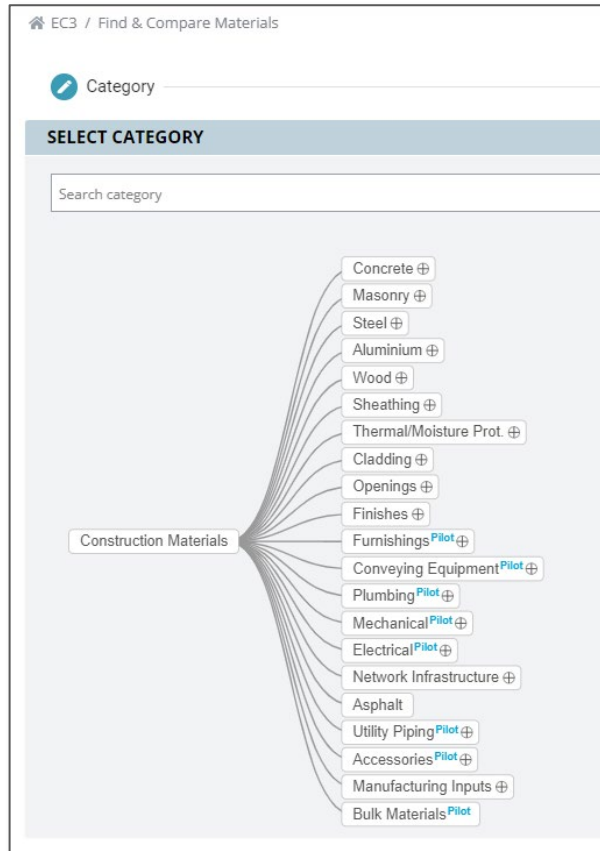 EC3 / Find & Compare Materials
Category
SELECT CATEGORY
Search category
Concrete
Masonry
Steel
Aluminium
Wood
Sheathing
Thermal/Moisture Prot.
Cladding
Openings
Finishes
Construction Materials
Furnishings Pilot
Conveying Equipment Pilot
Plumbing Pilot
Mechanical Pilot
Electrical Pilot
Network Infrastructure
Asphalt
Utility Piping Pilot
Accessories Pilot
Manufacturing Inputs
Bulk Materials Pilot